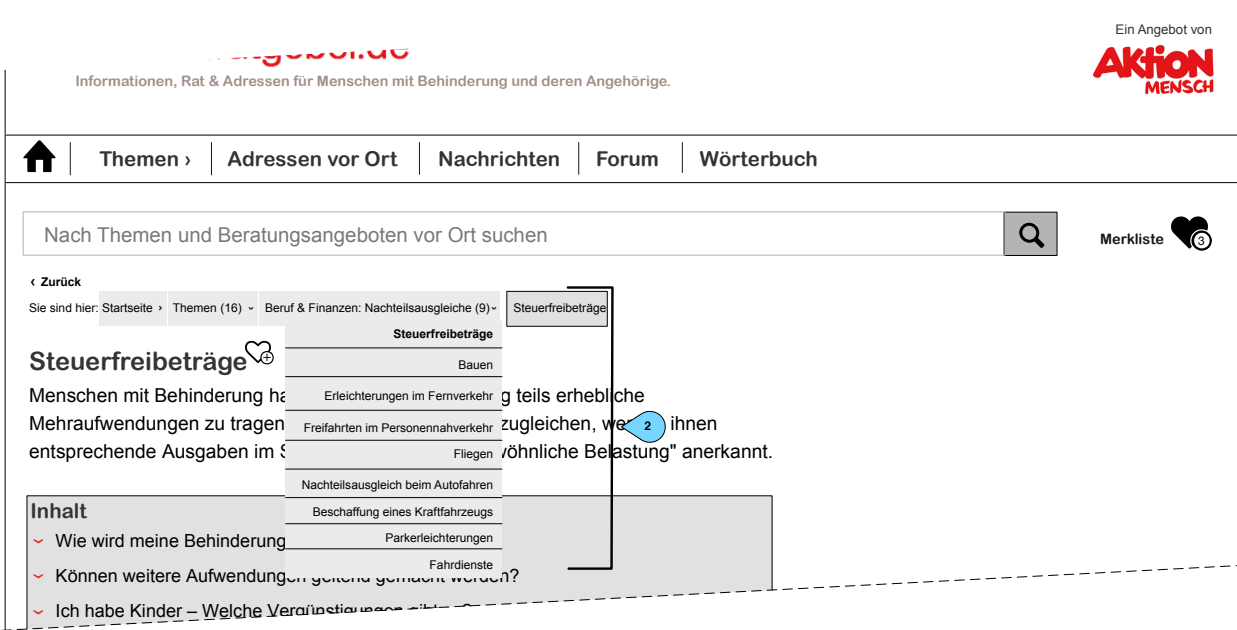 Ein Angebot von
AKtiON
MENSCH
Informationen, Rat & Adressen für Menschen mit Behinderung und deren Angehörige.
Themen › Adressen vor Ort Nachrichten Forum Wörterbuch
Nach Themen und Beratungsangeboten vor Ort suchen
Merkliste 3
‹ Zurück
Sie sind hier: Startseite › Themen (16) ⌄ Beruf & Finanzen: Nachteilsausgleiche (9) ⌄ Steuerfreibeträge
Steuerfreibeträge
Bauen
Erleichterungen im Fernverkehr
Freifahrten im Personennahverkehr
Fliegen
Nachteilsausgleich beim Autofahren
Beschaffung eines Kraftfahrzeugs
Parkerleichterungen
Fahrdienste
2
Steuerfreibeträge
Menschen mit Behinderung teils erhebliche
Mehraufwendungen zu tragen ihnen
entsprechende Ausgaben im Belastung" anerkannt.
Inhalt
Wie wird meine Behinderung
Können weitere Aufwendungen geltend gemacht werden?
Ich habe Kinder – Welche Vergünstigungen